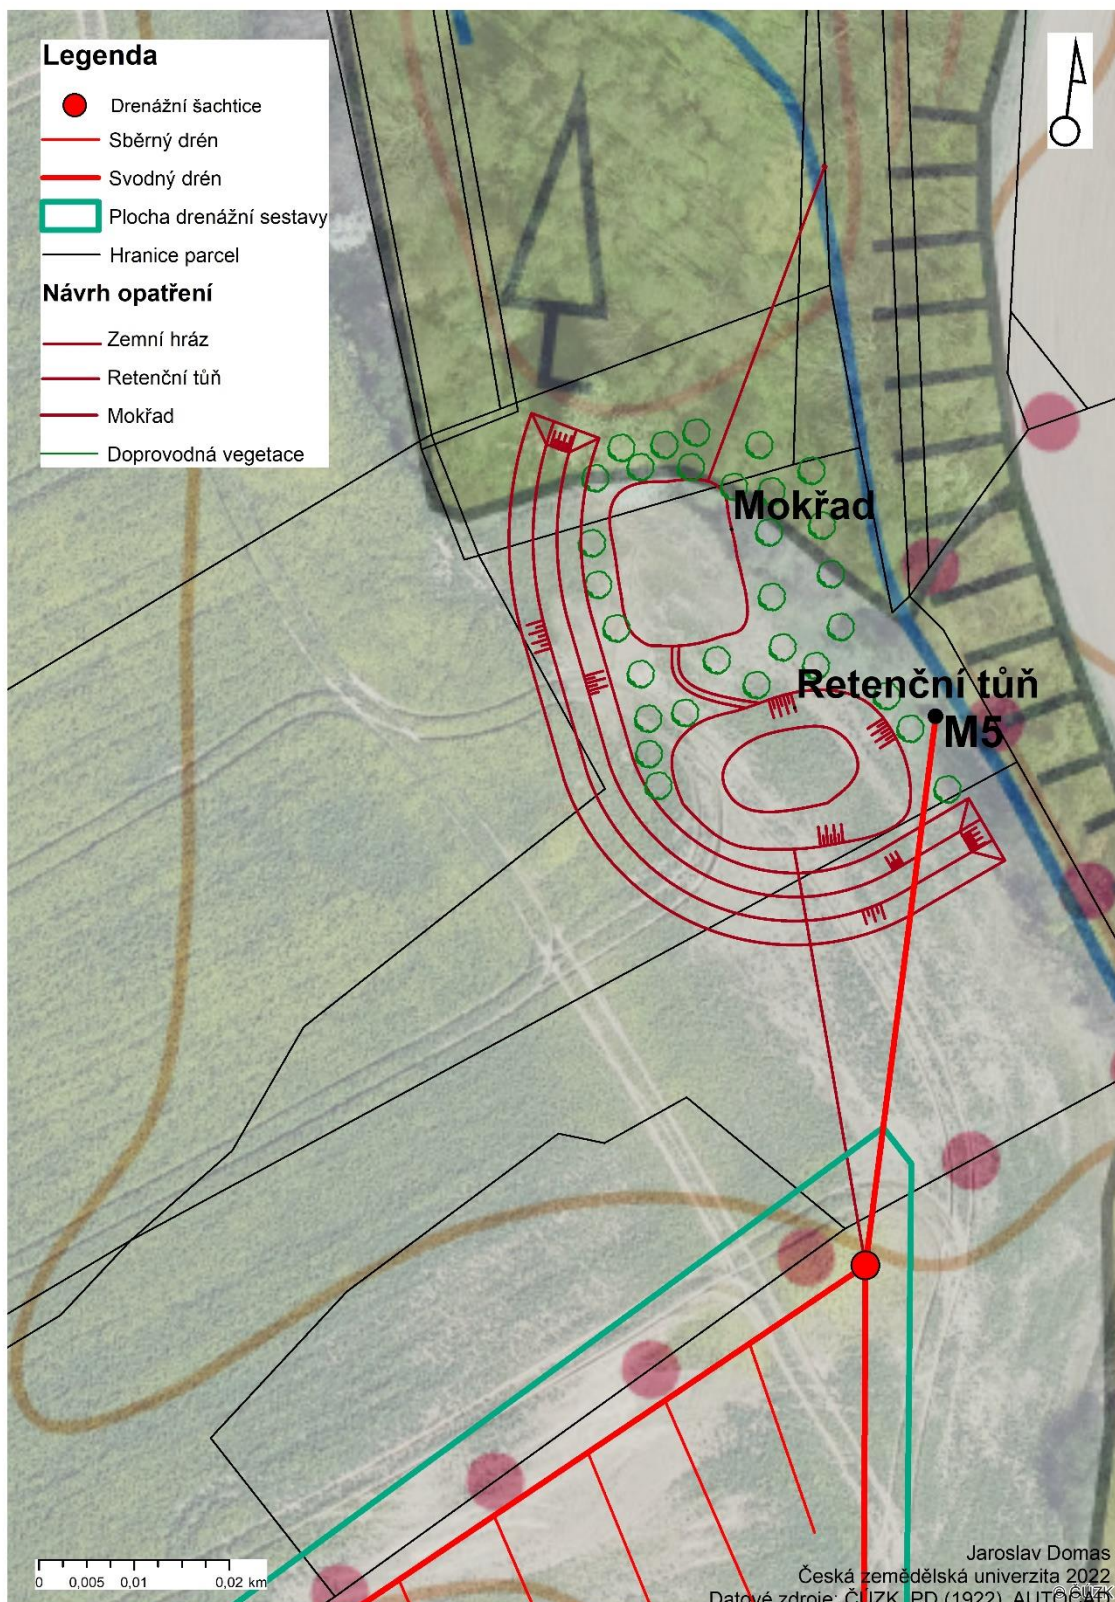 Legenda
Drenážní šachtice
Sběrný drén
Svodný drén
Plocha drenážní sestavy
Hranice parcel
Návrh opatření
Zemní hráz
Retenční tůň
Mokřad
Doprovodná vegetace
Mokřad
Retenční tůň
M5
0 0,005 0,01 0,02 km
Jaroslav Domas
Česká zemědělská univerzita 2022
Datové zdroje: ČÚZK, PD (1922), AUTOCAD
© ČÚZK